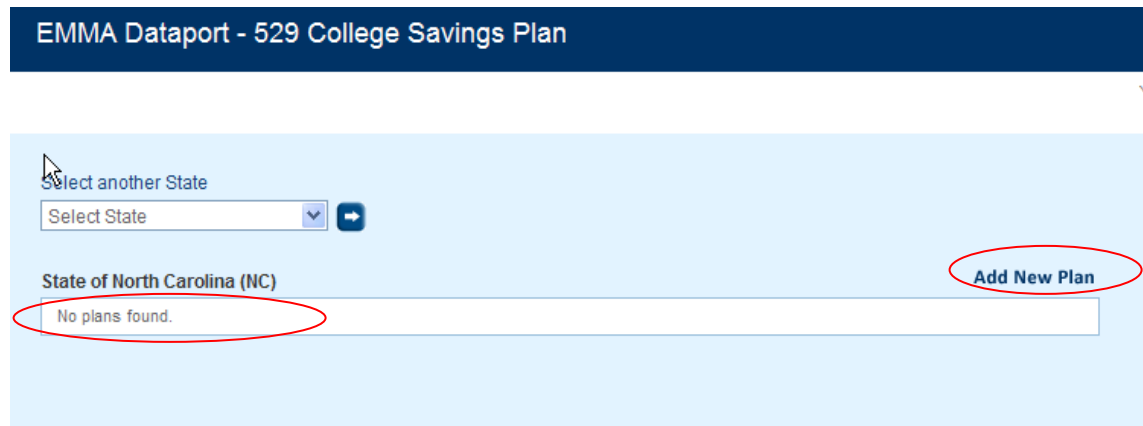 EMMA Dataport - 529 College Savings Plan
Select another State
Select State
State of North Carolina (NC)
Add New Plan
No plans found.